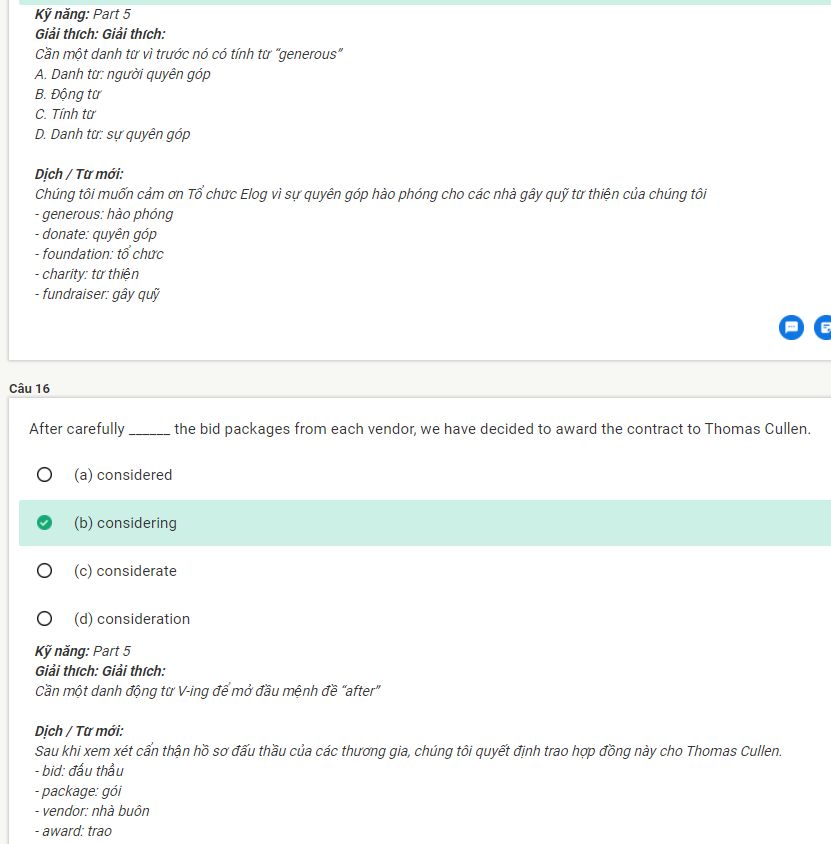 Kỹ năng: Part 5
Giải thích: Giải thích:
Cần một danh từ vì trước nó có tính từ “generous”
A. Danh từ: người quyên góp
B. Động từ
C. Tính từ
D. Danh từ: sự quyên góp
Dịch / Từ mới:
Chúng tôi muốn cảm ơn Tổ chức Elog vì sự quyên góp hào phóng cho các nhà gây quỹ từ thiện của chúng tôi
- generous: hào phóng
- donate: quyên góp
- foundation: tổ chức
- charity: từ thiện
- fundraiser: gây quỹ
Câu 16
After carefully ______ the bid packages from each vendor, we have decided to award the contract to Thomas Cullen.
(a) considered
(b) considering
(c) considerate
(d) consideration
Kỹ năng: Part 5
Giải thích: Giải thích:
Cần một danh động từ V-ing để mở đầu mệnh đề “after”
Dịch / Từ mới:
Sau khi xem xét cẩn thận hồ sơ đấu thầu của các thương gia, chúng tôi quyết định trao hợp đồng này cho Thomas Cullen.
- bid: đấu thầu
- package: gói
- vendor: nhà buôn
- award: trao